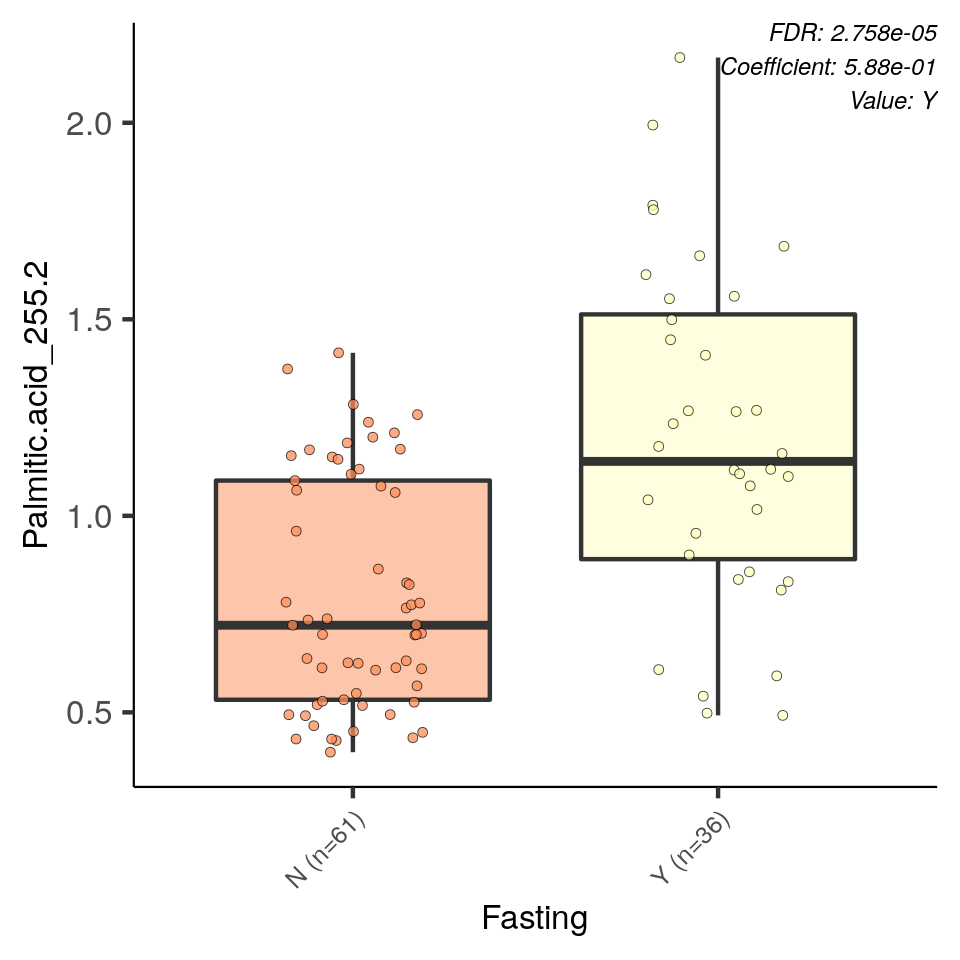 FDR: 2.758e-05
Coefficient: 5.88e-01
Value: Y
2.0
1.5
1.0
0.5
Palmitic.acid_255.2
N (n=61)
Y (n=36)
Fasting